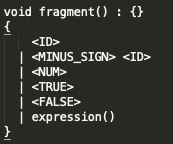 void fragment() : {}
{
<ID>
| <MINUS_SIGN> <ID>
| <NUM>
| <TRUE>
| <FALSE>
| expression()
}